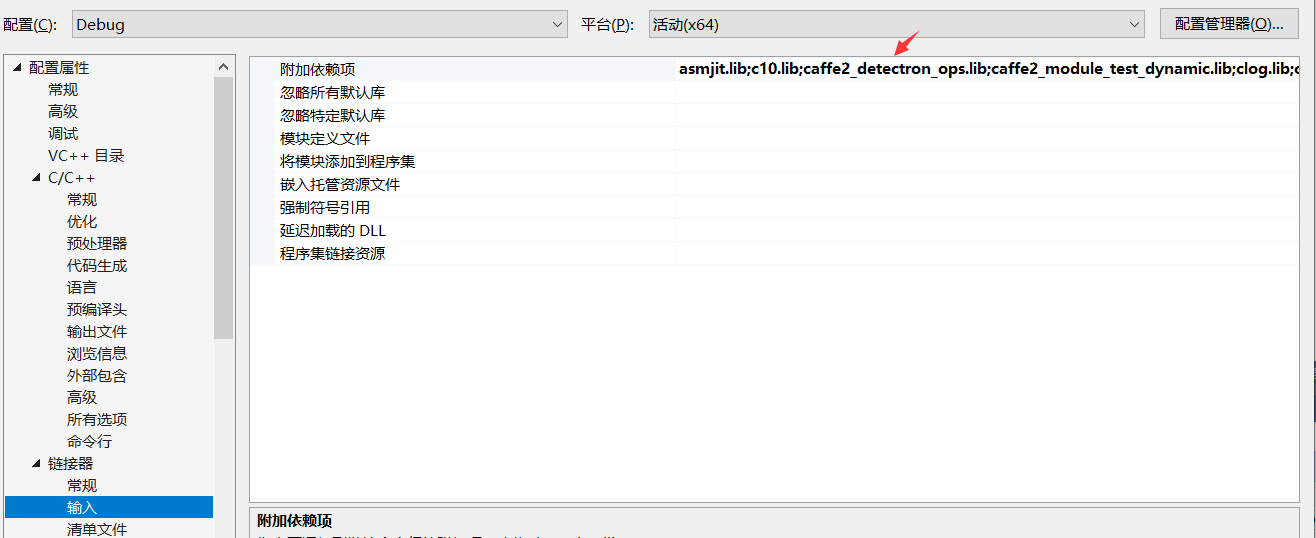 配置(C): Debug 平台(P): 活动(x64) 配置管理器(O)...
配置属性
常规
高级
调试
VC++ 目录
C/C++
常规
优化
预处理器
代码生成
语言
预编译头
输出文件
浏览信息
外部包含
高级
所有选项
命令行
链接器
常规
输入
清单文件
附加依赖项 asmjit.lib;c10.lib;caffe2_detectron_ops.lib;caffe2_module_test_dynamic.lib;clog.lib;c
忽略所有默认库
忽略特定默认库
模块定义文件
将模块添加到程序集
嵌入托管资源文件
强制符号引用
延迟加载的 DLL
程序集链接资源
附加依赖项